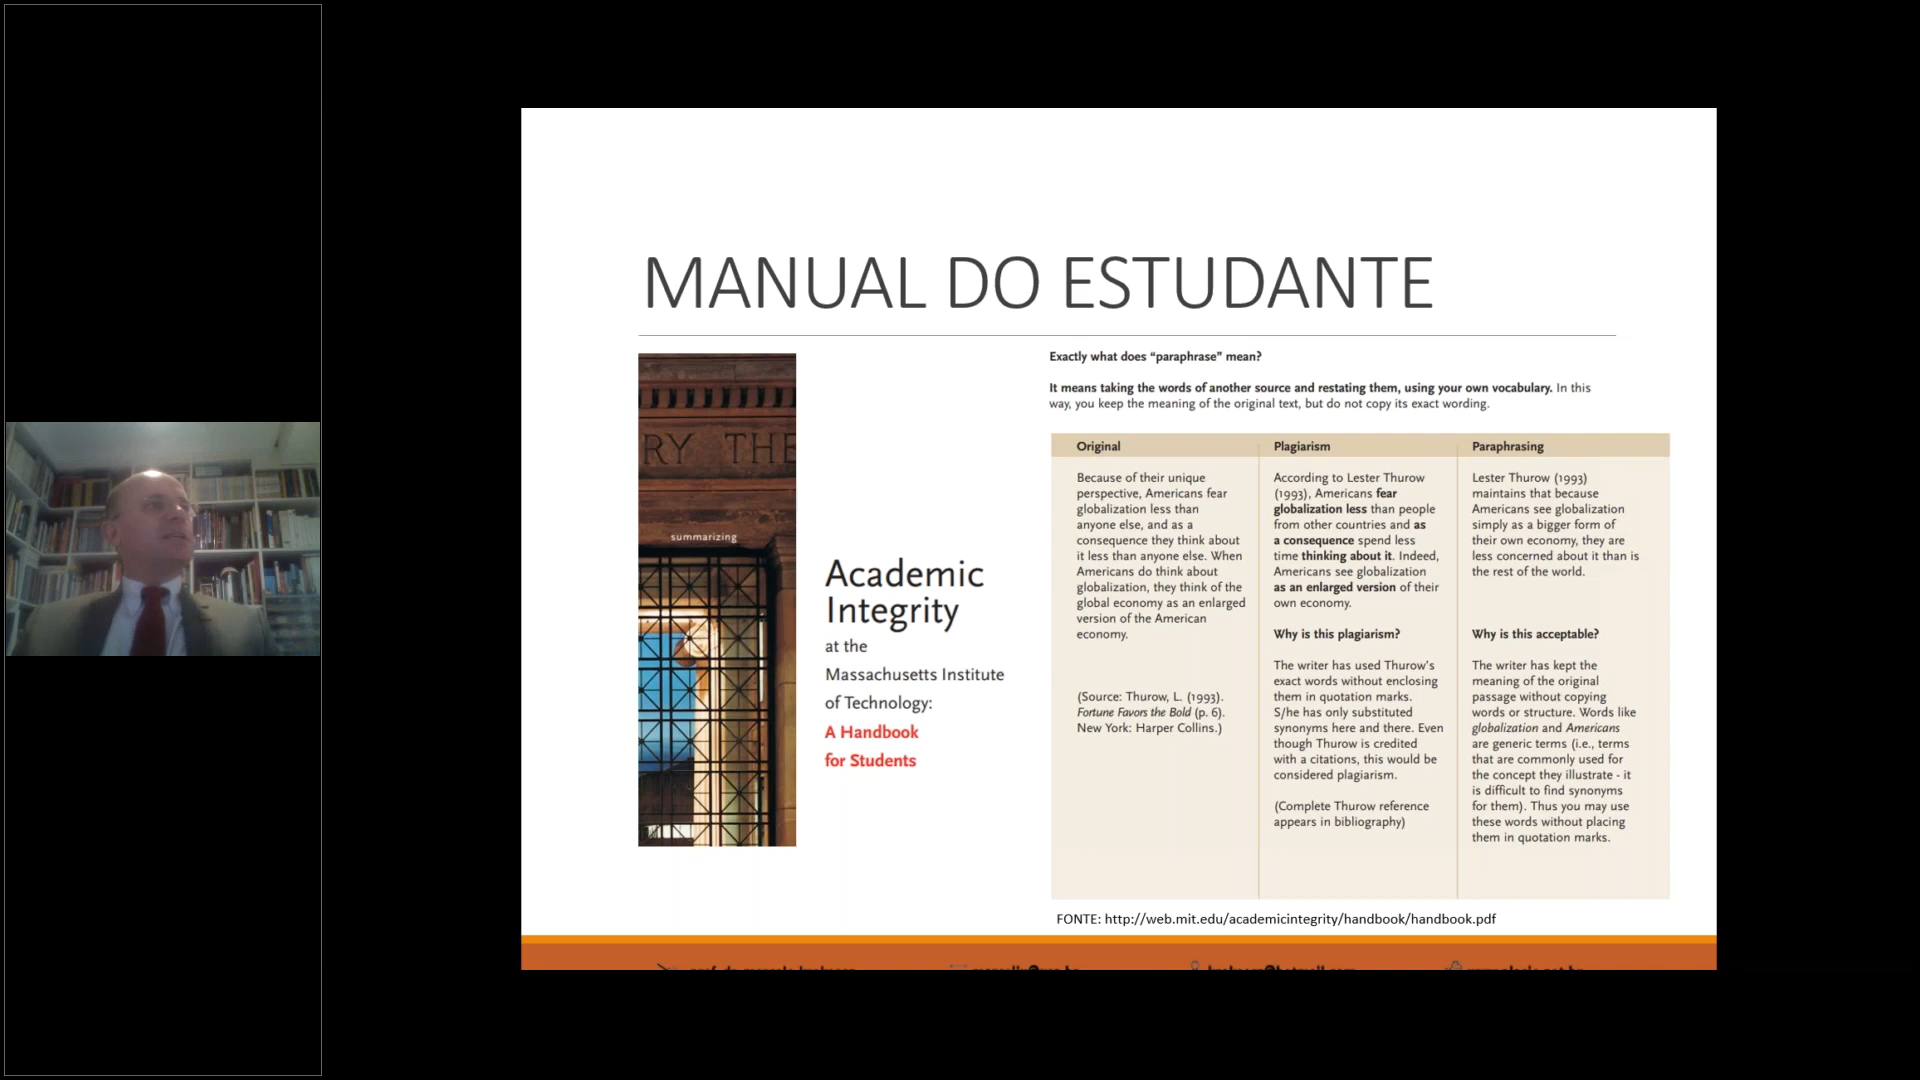 MANUAL DO ESTUDANTE
RY THE
summarizing
Academic
Integrity
at the
Massachusetts Institute
of Technology:
A Handbook
for Students
Exactly what does “paraphrase” mean?
It means taking the words of another source and restating them, using your own vocabulary. In this
way, you keep the meaning of the original text, but do not copy its exact wording.
Original
Because of their unique
perspective, Americans fear
globalization less than
anyone else, and as a
consequence they think about
it less than anyone else. When
Americans do think about
globalization, they think of the
global economy as an enlarged
version of the American
economy.
(Source: Thurow, L. (1993).
Fortune Favors the Bold (p. 6).
New York: Harper Collins.)
Plagiarism
According to Lester Thurow
(1993), Americans fear
globalization less than people
from other countries and as
a consequence spend less
time thinking about it. Indeed,
Americans see globalization
as an enlarged version of their
own economy.
Why is this plagiarism?
The writer has used Thurow’s
exact words without enclosing
them in quotation marks.
S/he has only substituted
synonyms here and there. Even
though Thurow is credited
with a citations, this would be
considered plagiarism.
(Complete Thurow reference
appears in bibliography)
Paraphrasing
Lester Thurow (1993)
maintains that because
Americans see globalization
simply as a bigger form of
their own economy, they are
less concerned about it than is
the rest of the world.
Why is this acceptable?
The writer has kept the
meaning of the original
passage without copying
words or structure. Words like
globalization and Americans
are generic terms (i.e., terms
that are commonly used for
the concept they illustrate - it
is difficult to find synonyms
for them). Thus you may use
these words without placing
them in quotation marks.
FONTE: http://web.mit.edu/academicintegrity/handbook/handbook.pdf